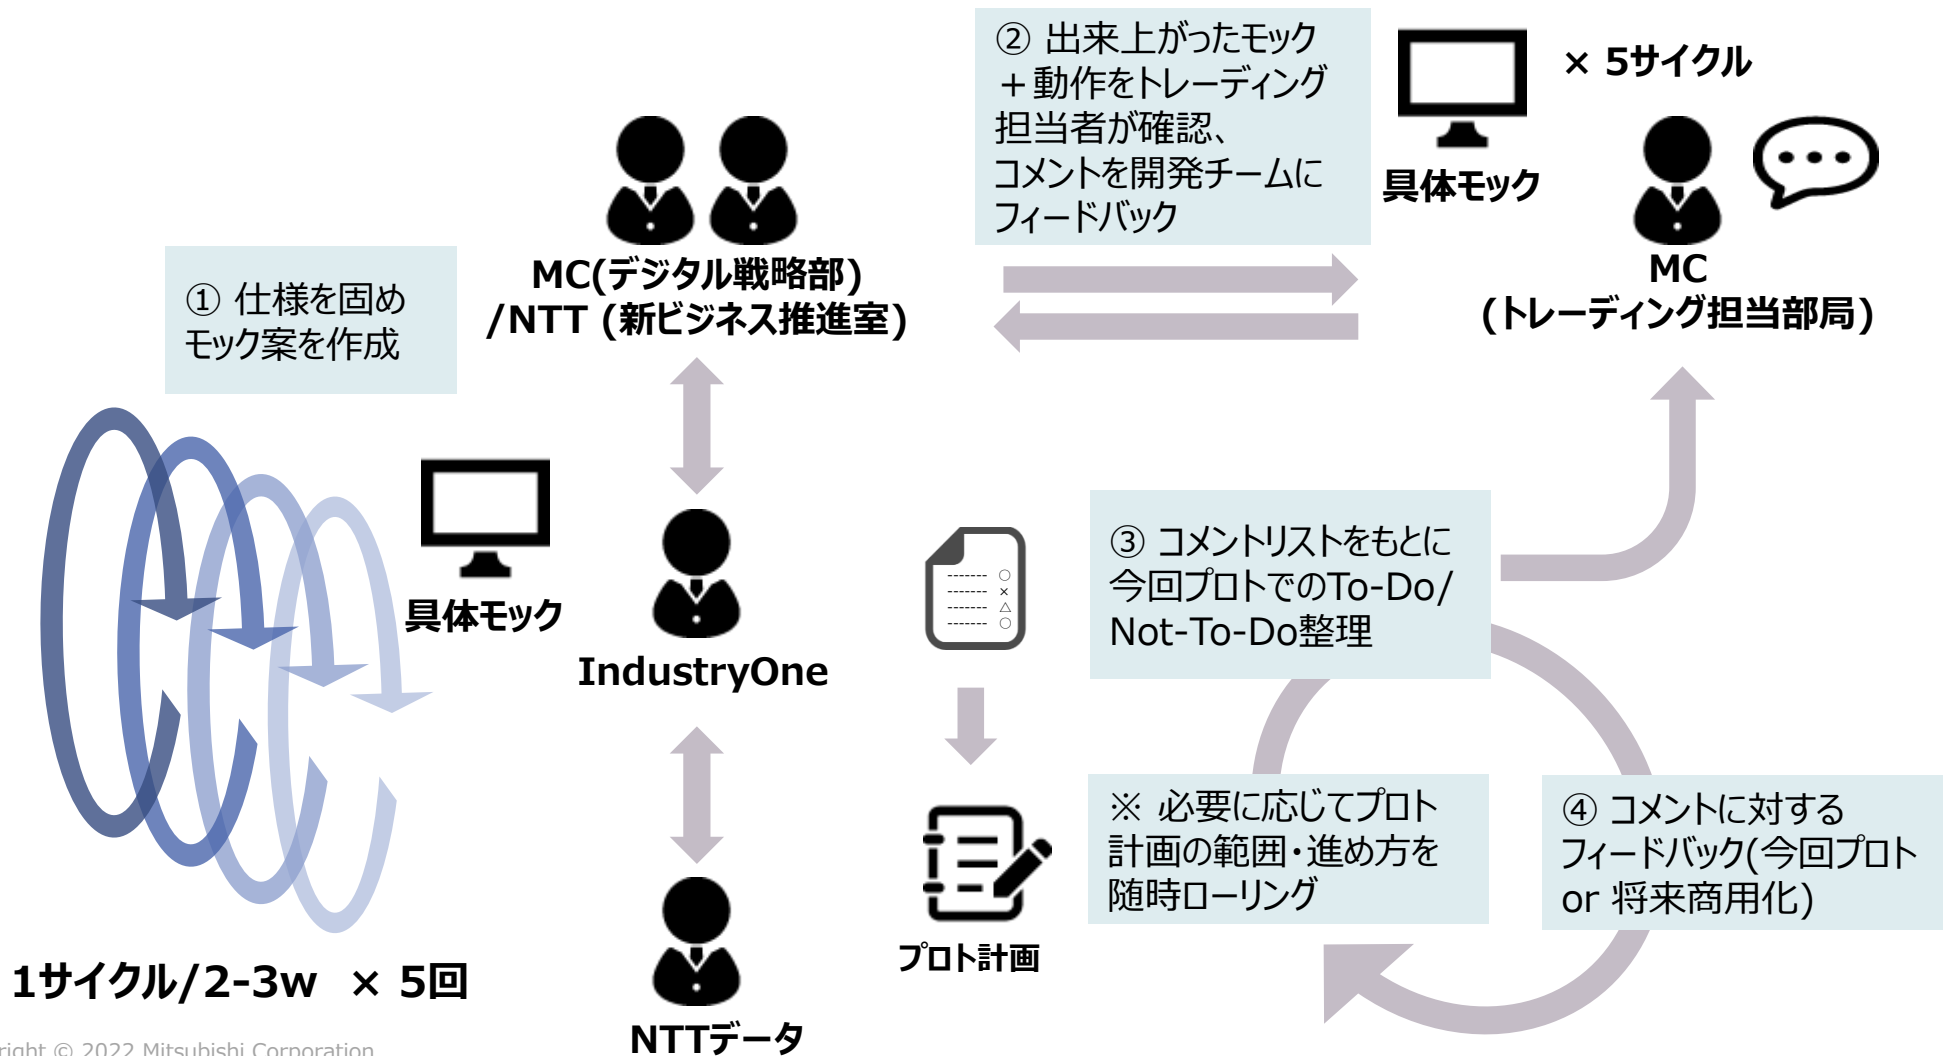 ② 出来上がったモック
＋動作をトレーディング
担当者が確認、
コメントを開発チームに
フィードバック
× 5サイクル
具体モック
MC
(トレーディング担当部局)
MC(デジタル戦略部)
/NTT (新ビジネス推進室)
① 仕様を固め
モック案を作成
具体モック
IndustryOne
------- ○
------- ×
------- △
------- ○
③ コメントリストをもとに
今回プロトでのTo-Do/
Not-To-Do整理
※ 必要に応じてプロト
計画の範囲・進め方を
随時ローリング
④ コメントに対する
フィードバック(今回プロト
or 将来商用化)
プロト計画
1サイクル/2-3w × 5回
NTTデータ
right © 2022 Mitsubishi Corporation